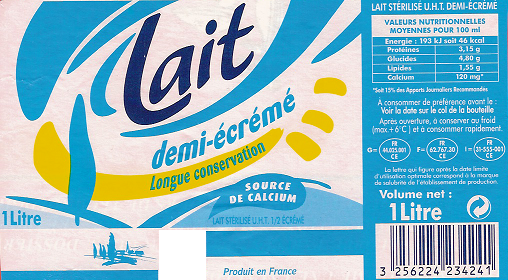 Lait
demi-écrémé
Longue conservation
SOURCE
DE CALCIUM
LAIT STÉRILISÉ U.H.T. 1/2 ÉCRÉMÉ
1 Litre
Produit en France
LAIT STÉRILISÉ U.H.T. DEMI-ÉCRÉMÉ
VALEURS NUTRITIONNELLES
MOYENNES POUR 100 ml
Energie : 193 kJ soit 46 kcal
Protéines 3,15 g
Glucides 4,80 g
Lipides 1,55 g
Calcium 120 mg*
*Soit 15% des Apports Journaliers Recommandés
A consommer de préférence avant le :
Voir la date sur le col de la bouteille
Après ouverture, à conserver au froid
(max +6°C) et à consommer rapidement.
G= FR 44.025.001 CE F= FR 62.767.30 CE I= FR 31-555-001 CE
La lettre qui figure après la date limite
d'utilisation optimale correspond à la marque
de salubrité de l'établissement de production.
Volume net :
1 Litre
3 256224 234241